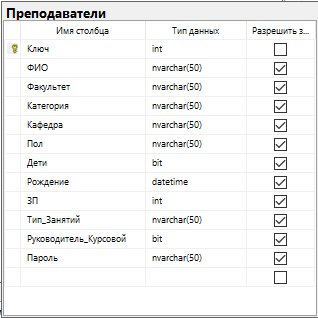 Преподаватели
Имя столбца Тип данных Разрешить з...
Ключ int
ФИО nvarchar(50)
Факультет nvarchar(50)
Категория nvarchar(50)
Кафедра nvarchar(50)
Пол nvarchar(50)
Дети bit
Рождение datetime
ЗП int
Тип_Занятий nvarchar(50)
Руководитель_Курсовой bit
Пароль nvarchar(50)